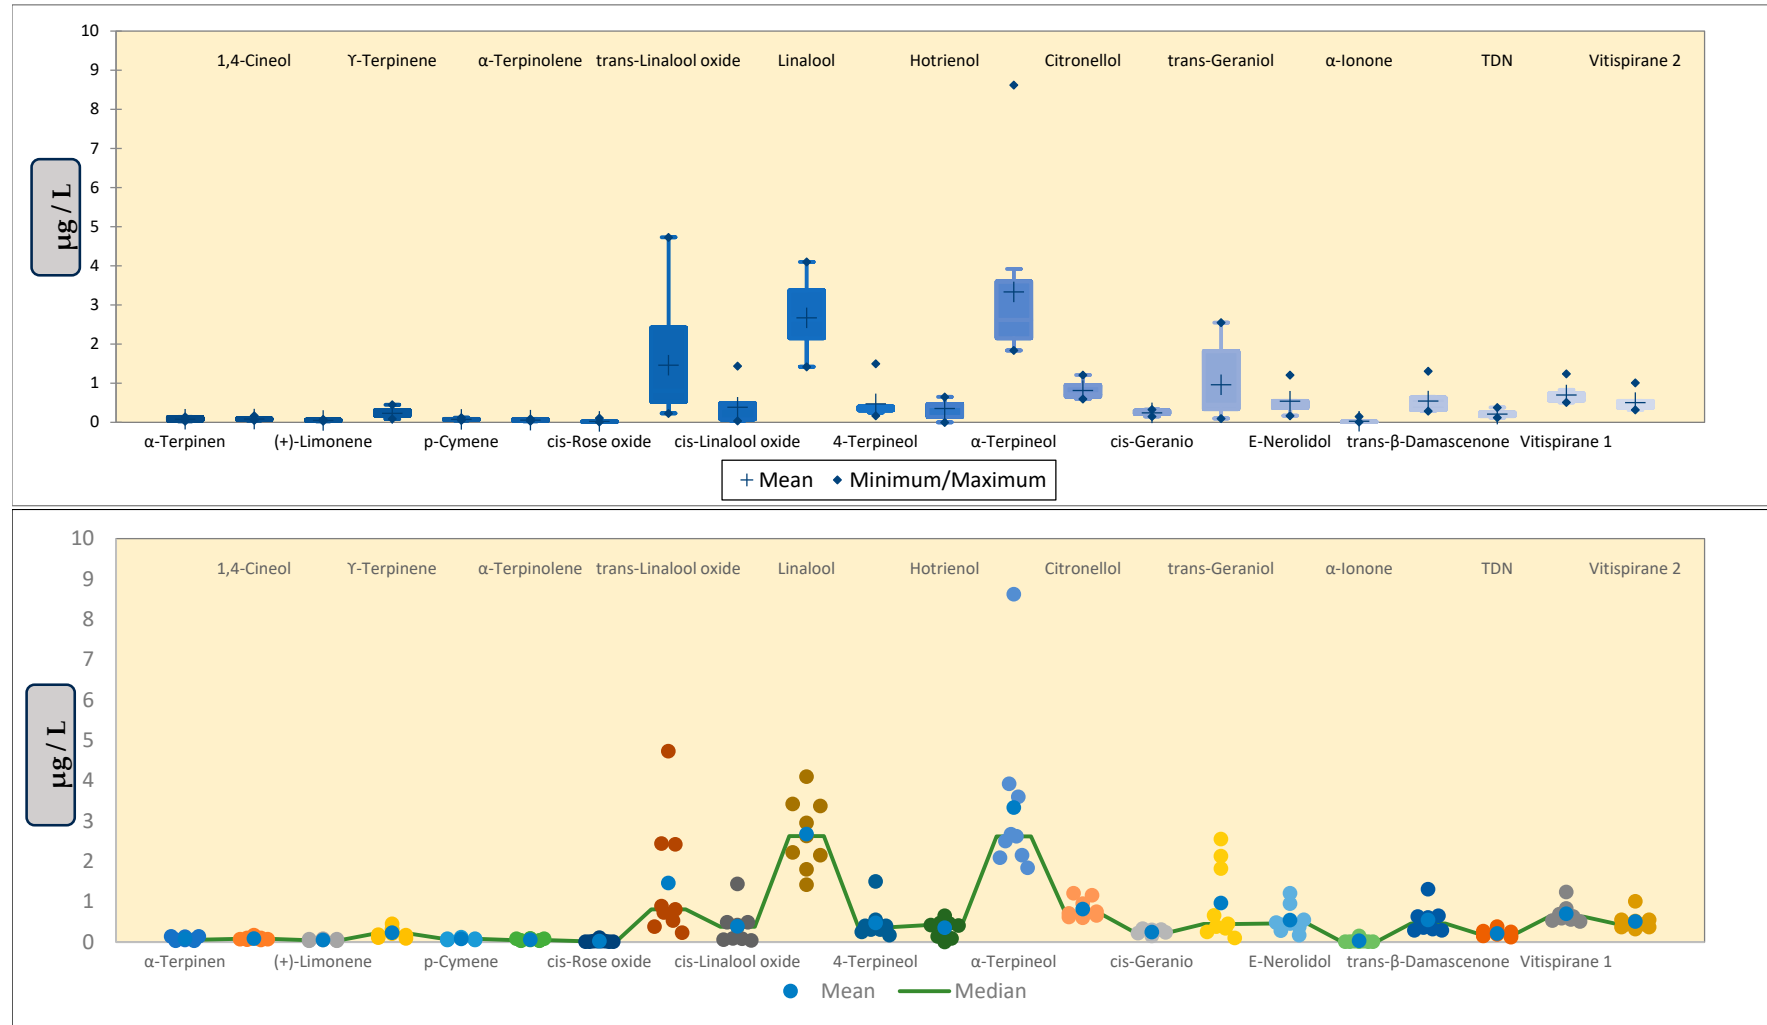 10
1,4-Cineol ϒ-Terpinene α-Terpinolene trans-Linalool oxide Linalool Hotrienol Citronellol trans-Geraniol α-Ionone TDN Vitispirane 2
9
8
7
6
5
4
3
2
1
0
µg / L
α-Terpinen (+)-Limonene p-Cymene cis-Rose oxide cis-Linalool oxide 4-Terpineol α-Terpineol cis-Geranio E-Nerolidol trans-β-Damascenone Vitispirane 1
Mean Minimum/Maximum
10
1,4-Cineol ϒ-Terpinene α-Terpinolene trans-Linalool oxide Linalool Hotrienol Citronellol trans-Geraniol α-Ionone TDN Vitispirane 2
9
8
7
6
5
4
3
2
1
0
µg / L
α-Terpinen (+)-Limonene p-Cymene cis-Rose oxide cis-Linalool oxide 4-Terpineol α-Terpineol cis-Geranio E-Nerolidol trans-β-Damascenone Vitispirane 1
Mean Median